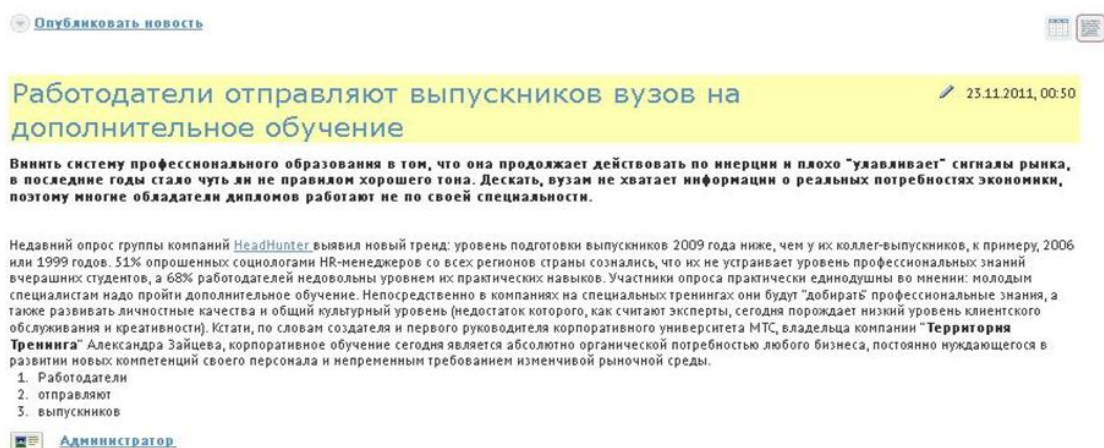 Опубликовать новость
Работодатели отправляют выпускников вузов на
23.11.2011, 00:50
дополнительное обучение
Винить систему профессионального образования в том, что она продолжает действовать по инерции и плохо "улавливает" сигналы рынка,
в последние годы стало чуть ли не правилом хорошего тона. Дескать, вузам не хватает информации о реальных потребностях экономики,
поэтому многие обладатели дипломов работают не по своей специальности.
Недавний опрос группы компаний HeadHunter выявил новый тренд: уровень подготовки выпускников 2009 года ниже, чем у их коллег-выпускников, к примеру, 2006
или 1999 годов. 51% опрошенных социологами HR-менеджеров со всех регионов страны сознались, что их не устраивает уровень профессиональных знаний
вчерашних студентов, а 68% работодателей недовольны уровнем их практических навыков. Участники опроса практически единодушны во мнении: молодым
специалистам надо пройти дополнительное обучение. Непосредственно в компаниях на специальных тренингах они будут "добирать" профессиональные знания, а
также развивать личностные качества и общий культурный уровень (недостаток которого, как считают эксперты, сегодня порождает низкий уровень клиентского
обслуживания и креативности). Кстати, по словам создателя и первого руководителя корпоративного университета МТС, владельца компании "Территория
Тренинга" Александра Зайцева, корпоративное обучение сегодня является абсолютно органической потребностью любого бизнеса, постоянно нуждающегося в
развитии новых компетенций своего персонала и непременным требованием изменчивой рыночной среды.
1. Работодатели
2. отправляют
3. выпускников
Администратор